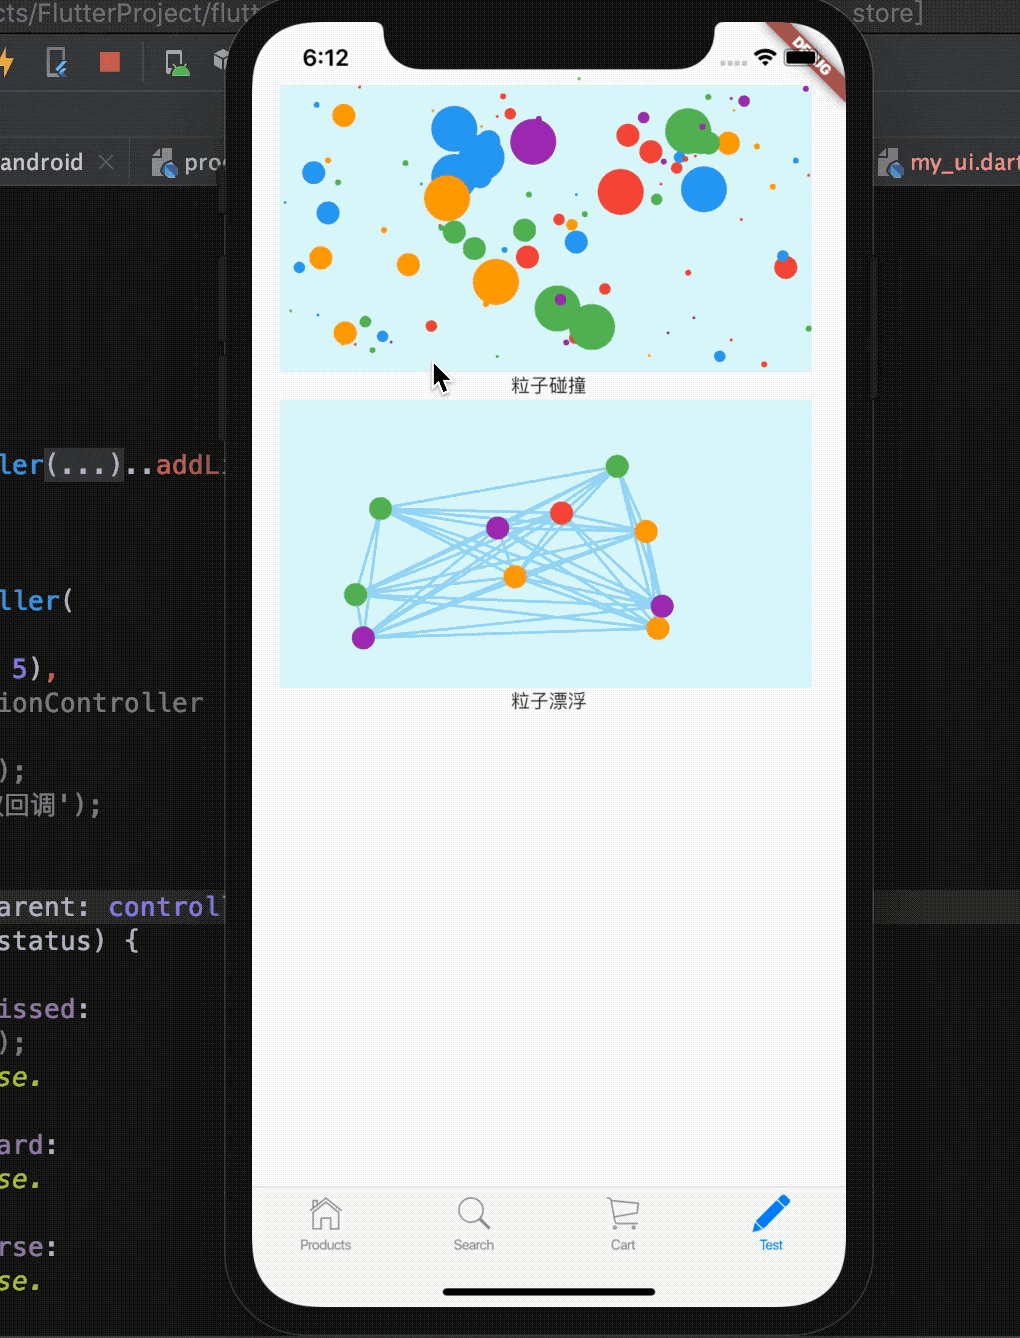 cts/FlutterProject/flutt
store]
android
pro
my_ui.dart
6:12
DEBUG
粒子碰撞
粒子漂浮
ler(...)..addLi
ller(
5),
ionController
);
回调');
arent: controll
status) {
issed:
);
se.
ard:
se.
rse:
se.
Products
Search
Cart
Test